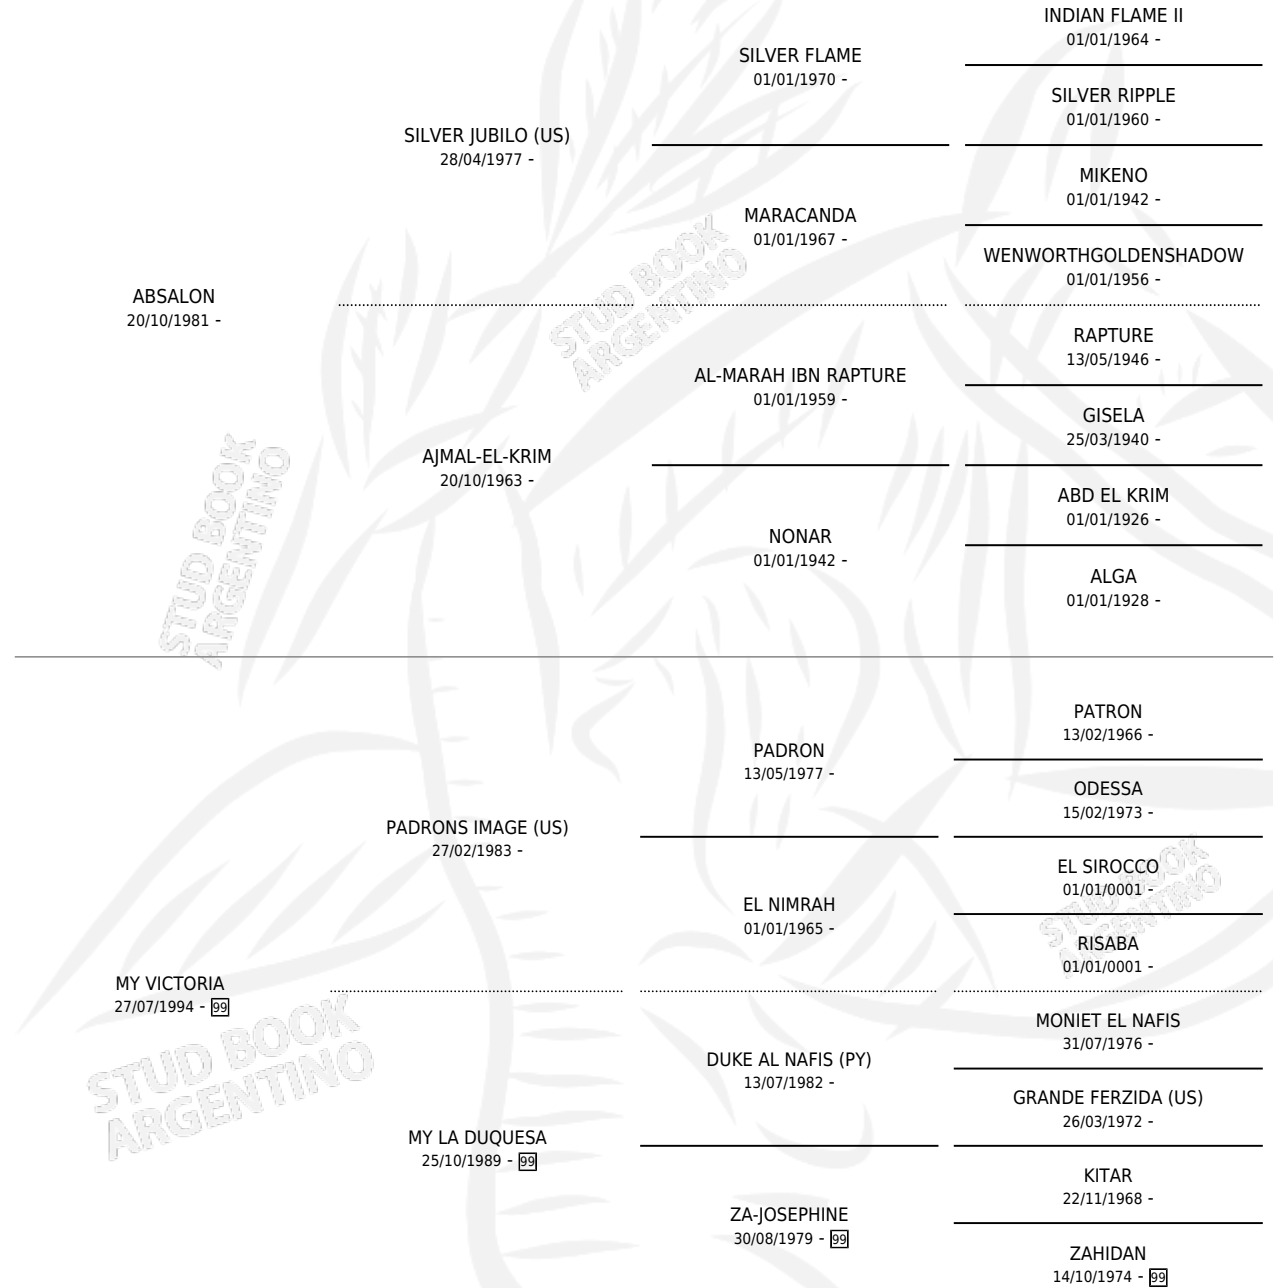 INDIAN FLAME II
01/01/1964 -
SILVER FLAME
01/01/1970 -
SILVER RIPPLE
01/01/1960 -
SILVER JUBILO (US)
28/04/1977 -
MIKENO
01/01/1942 -
MARACANDA
01/01/1967 -
WENWORTHGOLDENSHADOW
01/01/1956 -
ABSALON
20/10/1981 -
STUD BOOK
ARGENTINO
RAPTURE
13/05/1946 -
AL-MARAH IBN RAPTURE
01/01/1959 -
GISELA
25/03/1940 -
AJMAL-EL-KRIM
20/10/1963 -
ABD EL KRIM
01/01/1926 -
NONAR
01/01/1942 -
ALGA
01/01/1928 -
STUD BOOK
ARGENTINO
PATRON
13/02/1966 -
PADRON
13/05/1977 -
ODESSA
15/02/1973 -
PADRONS IMAGE (US)
27/02/1983 -
EL SIROCCO
01/01/0001 -
EL NIMRAH
01/01/1965 -
RISABA
01/01/0001 -
STUD BOOK
ARGENTINO
MY VICTORIA
27/07/1994 - 99
MONIET EL NAFIS
31/07/1976 -
DUKE AL NAFIS (PY)
13/07/1982 -
GRANDE FERZIDA (US)
26/03/1972 -
STUD BOOK
ARGENTINO
MY LA DUQUESA
25/10/1989 - 99
KITAR
22/11/1968 -
ZA-JOSEPHINE
30/08/1979 - 99
ZAHIDAN
14/10/1974 - 99